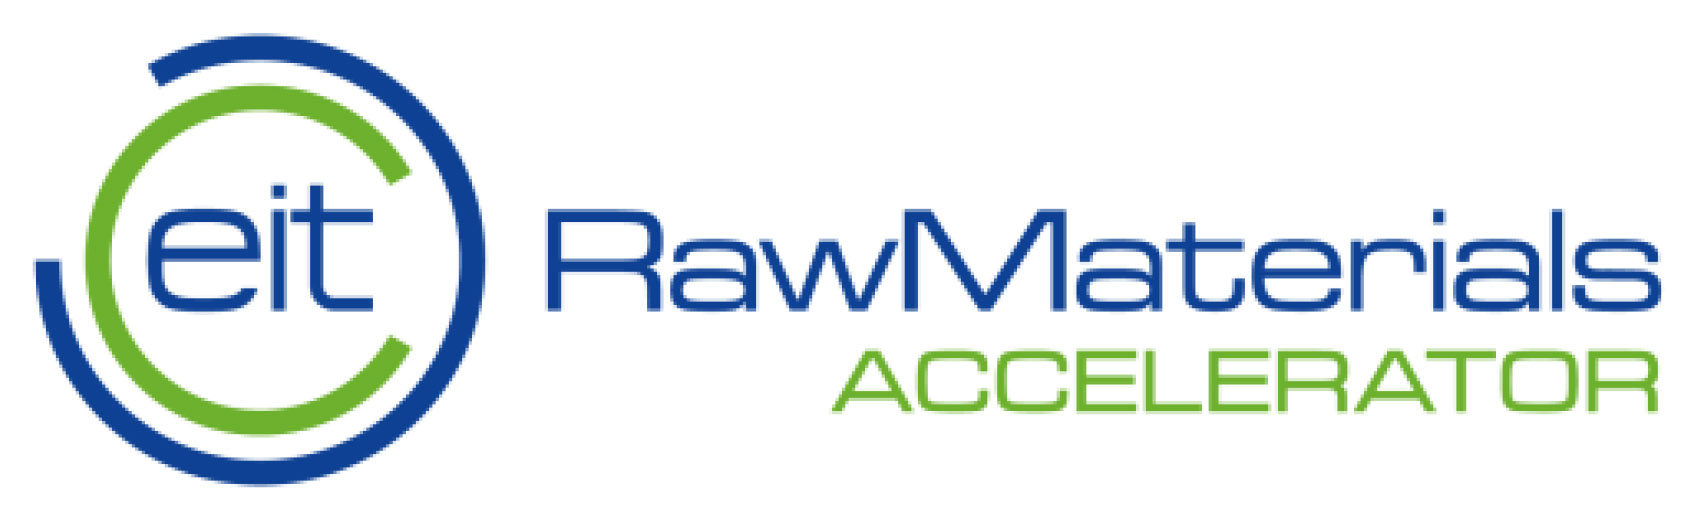 eit RawMaterials
ACCELERATOR